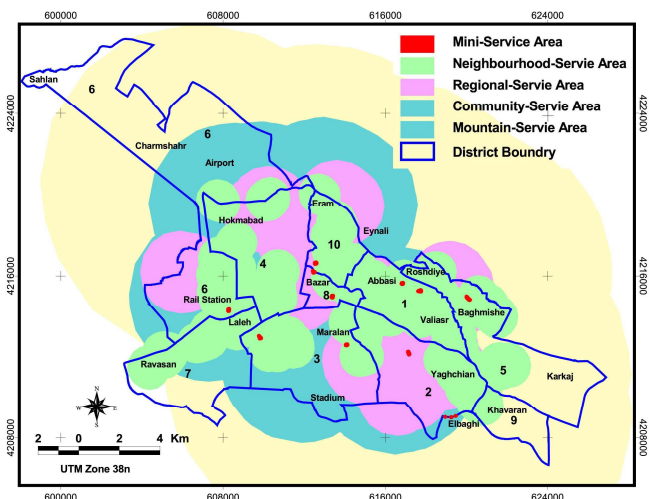 600000 608000 616000 624000
Mini-Service Area
Neighbourhood-Servie Area
Regional-Servie Area
Community-Servie Area
Mountain-Servie Area
District Boundry
4224000 4224000
Sahlan
6
Charmshahr
6
Airport
Eram
Hokmabad
Eynali
10
4
4216000 4216000
Roshdiye
Abbasi
Bazar
6
Rail Station
8
1
Baghmishe
Laleh
Valiasr
Maralan
3
Ravasan
7
Yaghchian
5
Karkaj
2
Stadium
Khavaran
9
Elbaghi
4208000 4208000
N
W E
S
2 0 2 4 Km
UTM Zone 38n
600000 608000 616000 624000